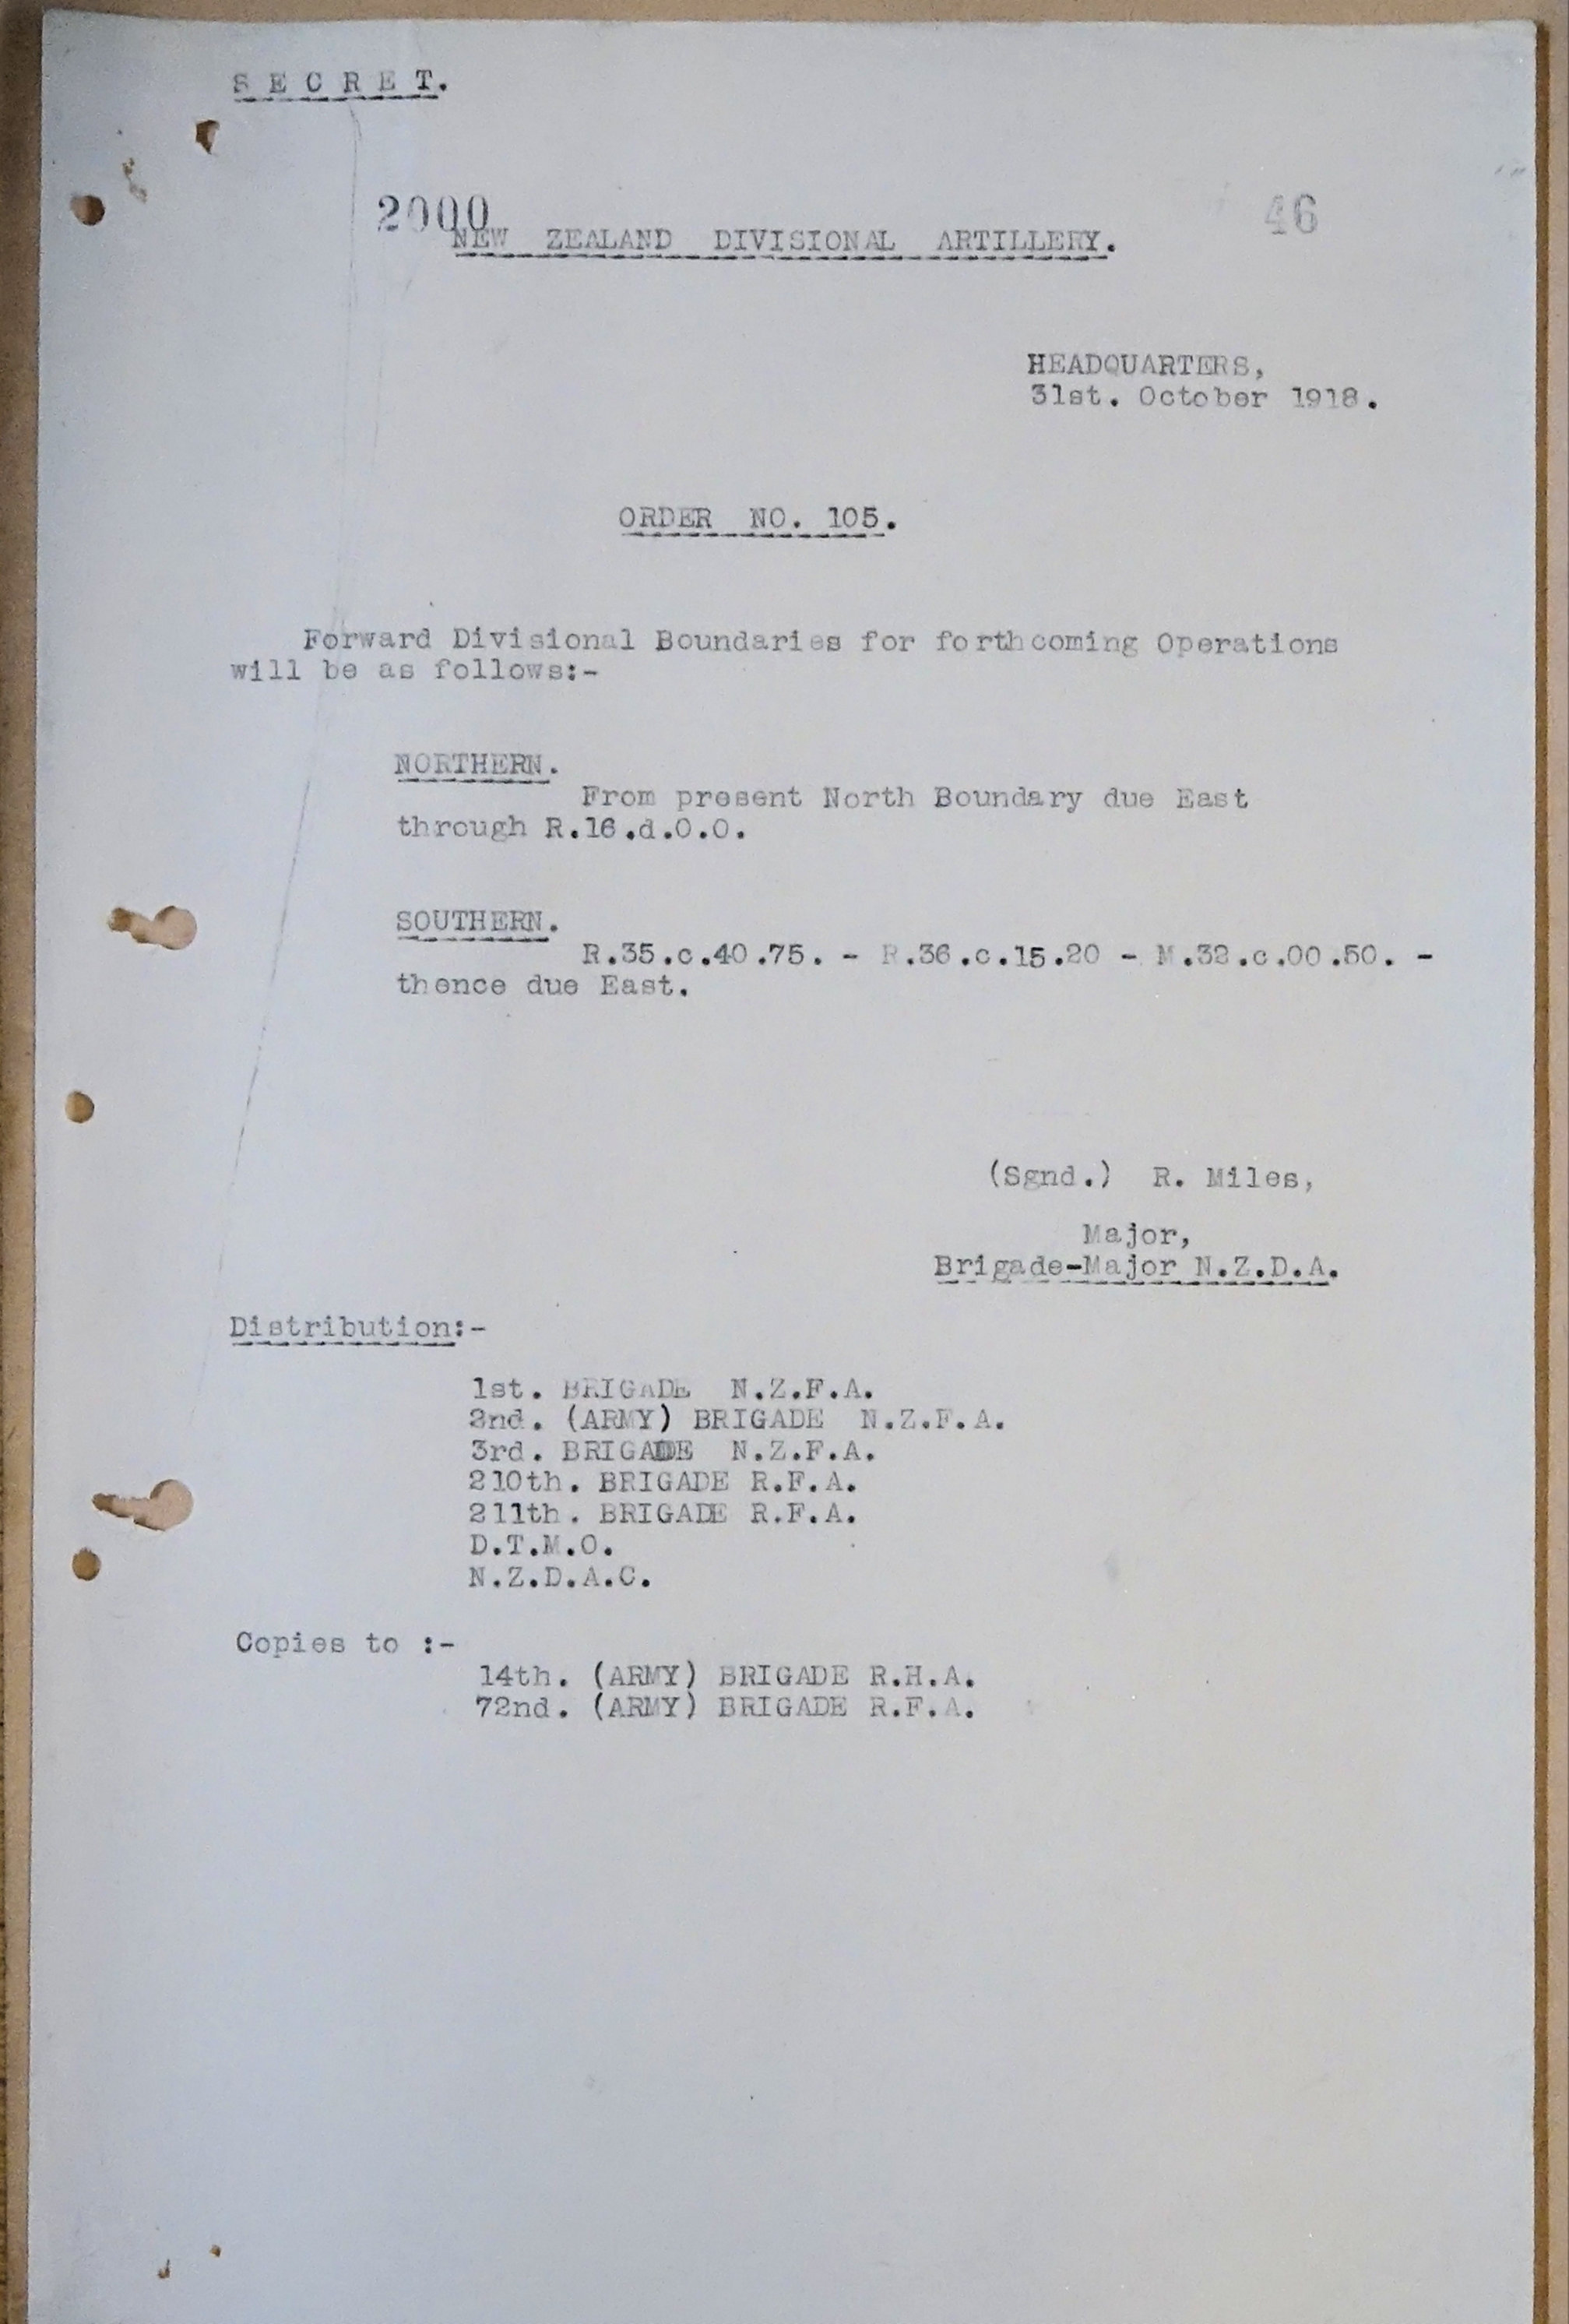 S E C R E T.
2000
46
NEW ZEALAND DIVISIONAL ARTILLERY.
HEADQUARTERS,
31st. October 1918.
ORDER NO. 105.
Forward Divisional Boundaries for forthcoming Operations
will be as follows:-
NORTHERN.
From present North Boundary due East
through R.16.d.0.0.
SOUTHERN.
R.35.c.40.75. - R.36.c.15.20 - M.32.c.00.50. -
thence due East.
(Sgnd.) R. Miles,
Major,
Brigade-Major N.Z.D.A.
Distribution:-
1st. BRIGADE N.Z.F.A.
2nd. (ARMY) BRIGADE N.Z.F.A.
3rd. BRIGADE N.Z.F.A.
210th. BRIGADE R.F.A.
211th. BRIGADE R.F.A.
D.T.M.O.
N.Z.D.A.C.
Copies to :-
14th. (ARMY) BRIGADE R.H.A.
72nd. (ARMY) BRIGADE R.F.A.